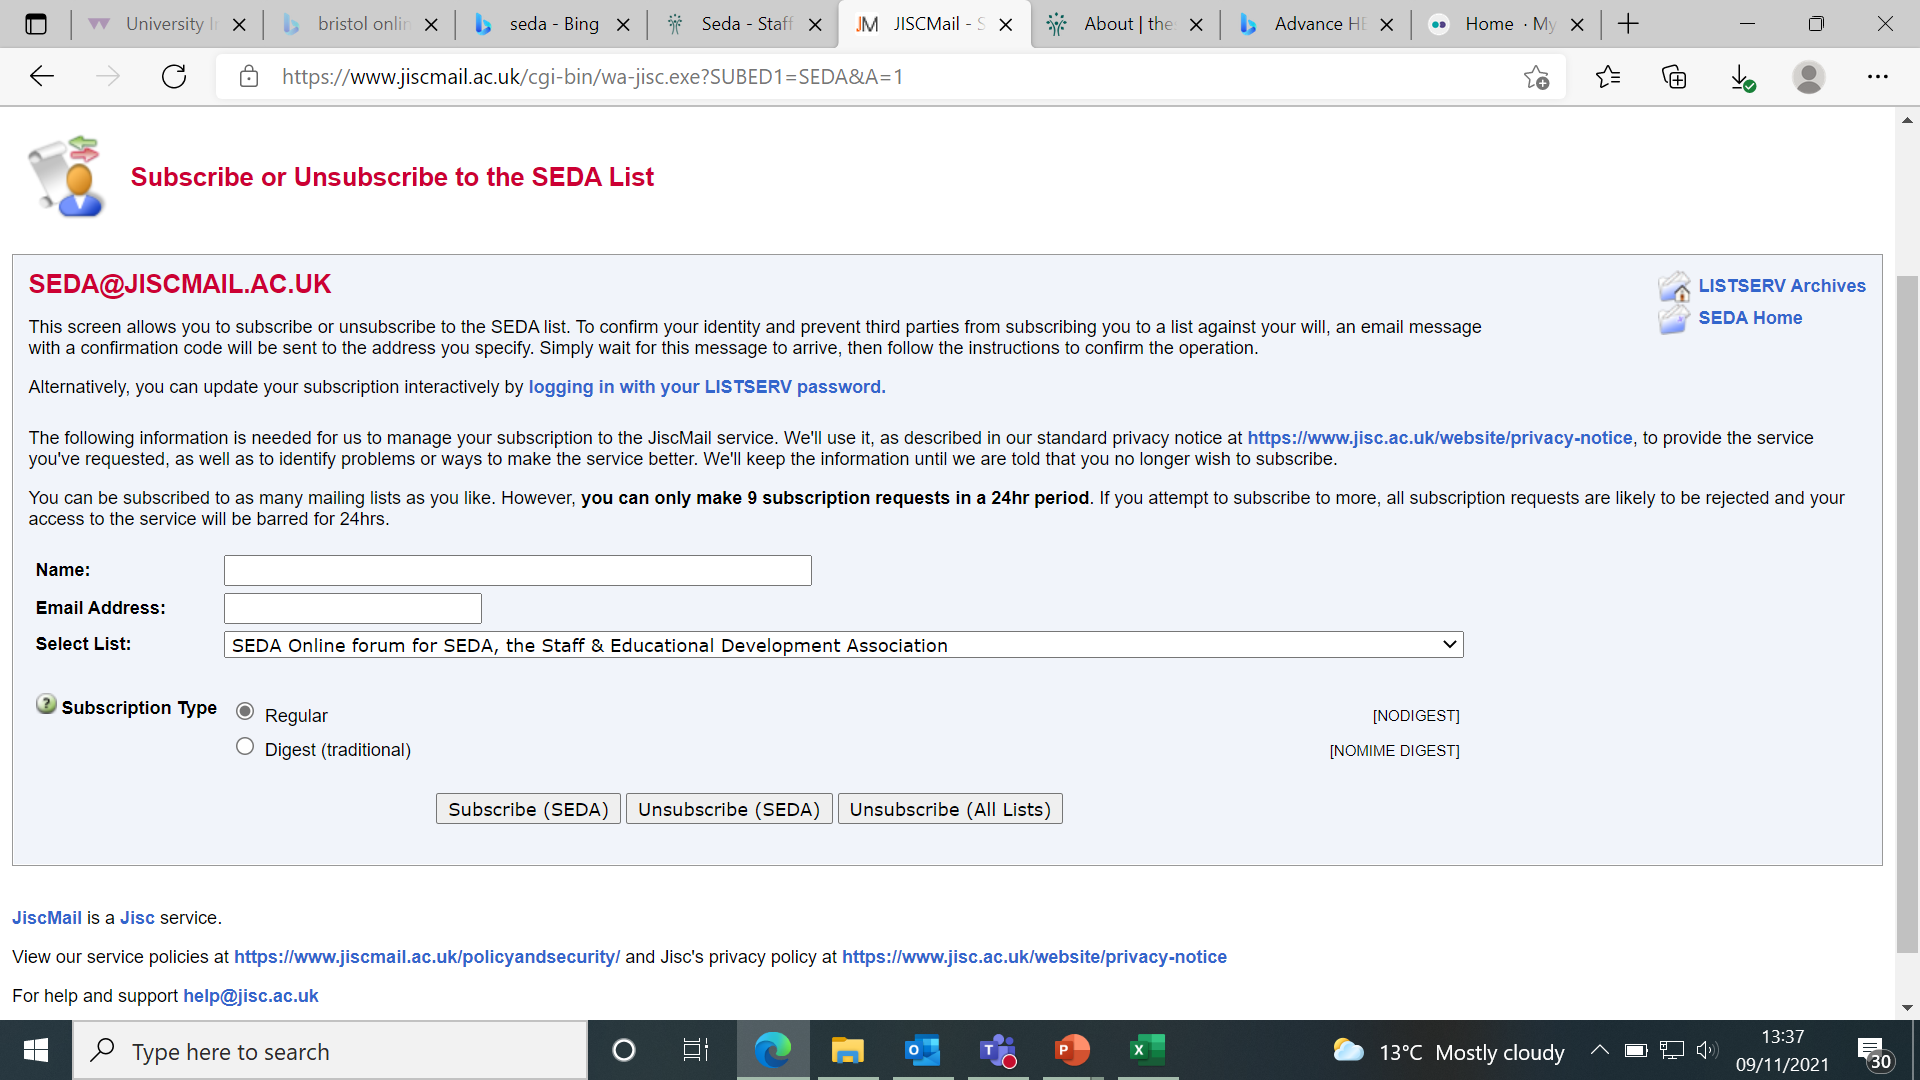 University I
bristol onlin
seda - Bing
Seda - Staff
JM JISCMail - S
About | the
Advance HE
Home · My
https://www.jiscmail.ac.uk/cgi-bin/wa-jisc.exe?SUBED1=SEDA&A=1
Subscribe or Unsubscribe to the SEDA List
SEDA@JISCMAIL.AC.UK
LISTSERV Archives
SEDA Home
This screen allows you to subscribe or unsubscribe to the SEDA list. To confirm your identity and prevent third parties from subscribing you to a list against your will, an email message
with a confirmation code will be sent to the address you specify. Simply wait for this message to arrive, then follow the instructions to confirm the operation.
Alternatively, you can update your subscription interactively by logging in with your LISTSERV password.
The following information is needed for us to manage your subscription to the JiscMail service. We'll use it, as described in our standard privacy notice at https://www.jisc.ac.uk/website/privacy-notice, to provide the service
you've requested, as well as to identify problems or ways to make the service better. We'll keep the information until we are told that you no longer wish to subscribe.
You can be subscribed to as many mailing lists as you like. However, you can only make 9 subscription requests in a 24hr period. If you attempt to subscribe to more, all subscription requests are likely to be rejected and your
access to the service will be barred for 24hrs.
Name:
Email Address:
Select List: SEDA Online forum for SEDA, the Staff & Educational Development Association
? Subscription Type Regular [NODIGEST]
Digest (traditional) [NOMIME DIGEST]
Subscribe (SEDA) Unsubscribe (SEDA) Unsubscribe (All Lists)
JiscMail is a Jisc service.
View our service policies at https://www.jiscmail.ac.uk/policyandsecurity/ and Jisc's privacy policy at https://www.jisc.ac.uk/website/privacy-notice
For help and support help@jisc.ac.uk
Type here to search
13°C Mostly cloudy
13:37
09/11/2021
30